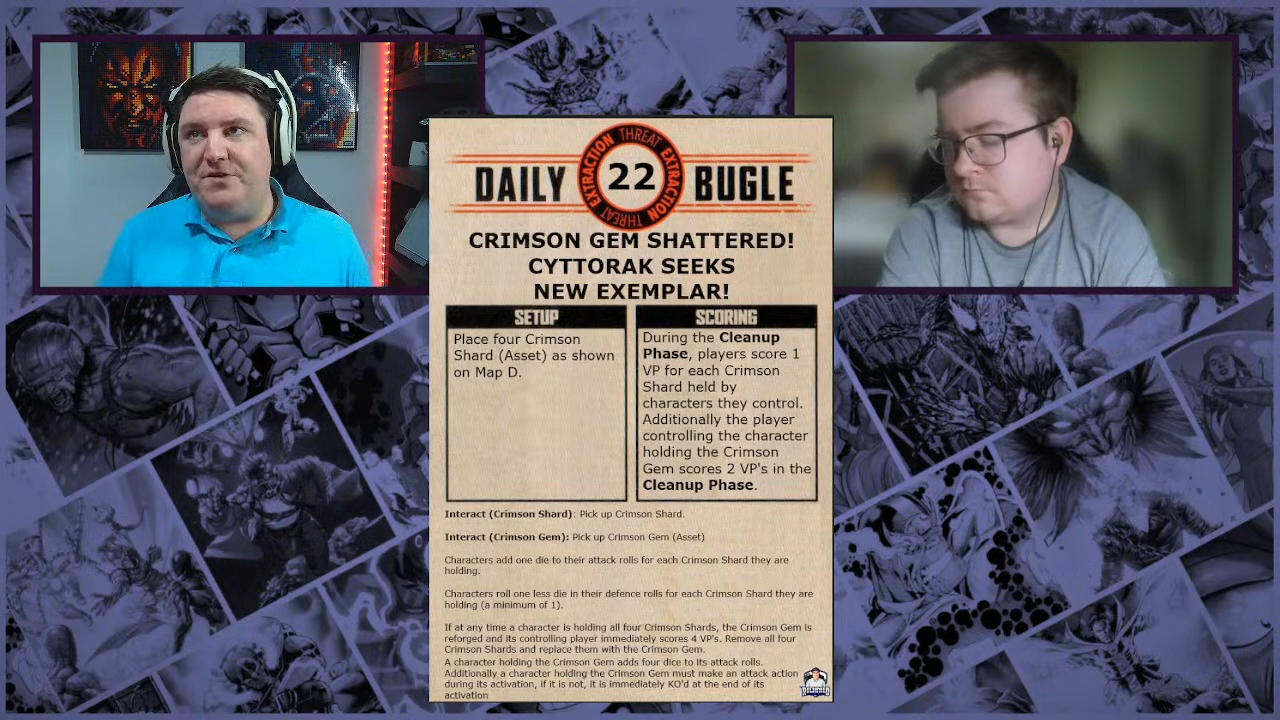 THREAT EXTRACTION
DAILY 22 BUGLE
THREAT EXTRACTION
CRIMSON GEM SHATTERED!
CYTTORAK SEEKS
NEW EXEMPLAR!
SETUP
Place four Crimson
Shard (Asset) as shown
on Map D.
SCORING
During the Cleanup
Phase, players score 1
VP for each Crimson
Shard held by
characters they control.
Additionally the player
controlling the character
holding the Crimson
Gem scores 2 VP's in the
Cleanup Phase.
Interact (Crimson Shard): Pick up Crimson Shard.
Interact (Crimson Gem): Pick up Crimson Gem (Asset)
Characters add one die to their attack rolls for each Crimson Shard they are
holding.
Characters roll one less die in their defence rolls for each Crimson Shard they are
holding (a minimum of 1).
If at any time a character is holding all four Crimson Shards, the Crimson Gem is
reforged and its controlling player immediately scores 4 VP's. Remove all four
Crimson Shards and replace them with the Crimson Gem.
A character holding the Crimson Gem adds four dice to its attack rolls.
Additionally a character holding the Crimson Gem must make an attack action
during its activation, if it is not, it is immediately KO'd at the end of its
activation